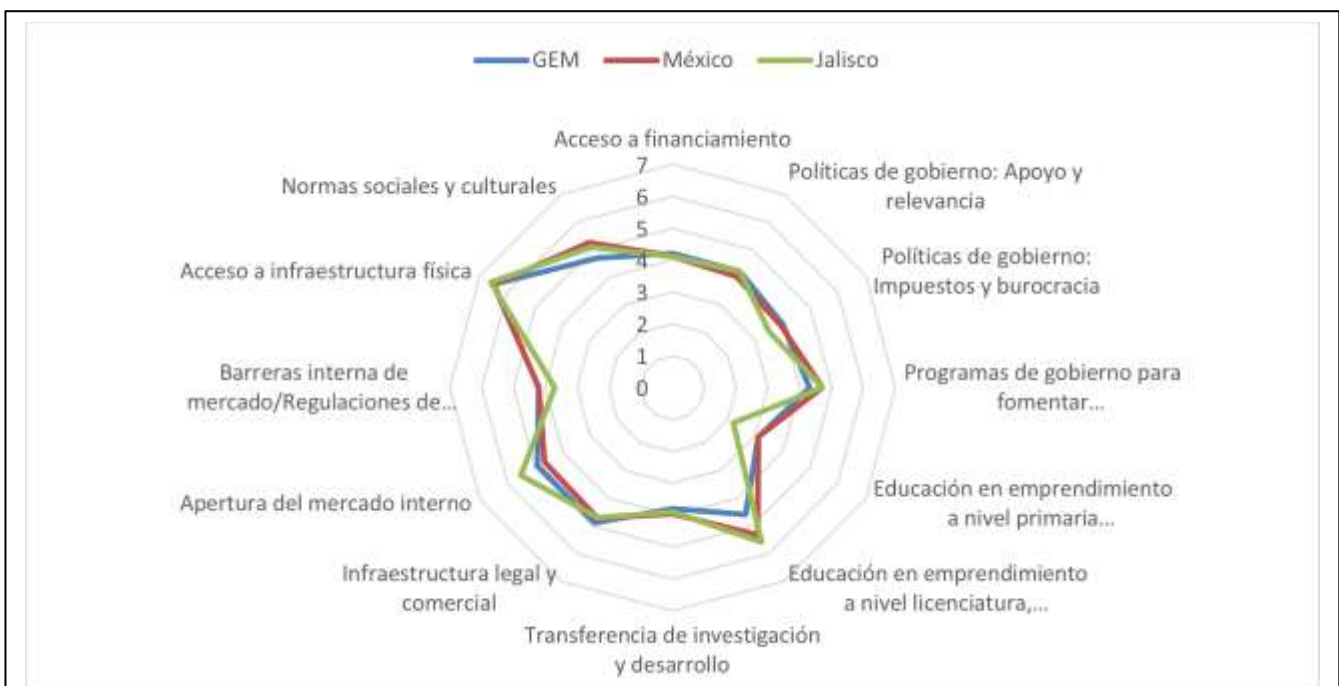 GEM México Jalisco
Acceso a financiamiento
Políticas de gobierno: Apoyo y
relevancia
Políticas de gobierno:
Impuestos y burocracia
Programas de gobierno para
fomentar...
Educación en emprendimiento
a nivel primaria...
Educación en emprendimiento
a nivel licenciatura,...
Transferencia de investigación
y desarrollo
Infraestructura legal y
comercial
Apertura del mercado interno
Barreras interna de
mercado/Regulaciones de...
Acceso a infraestructura física
Normas sociales y culturales
7
6
5
4
3
2
1
0